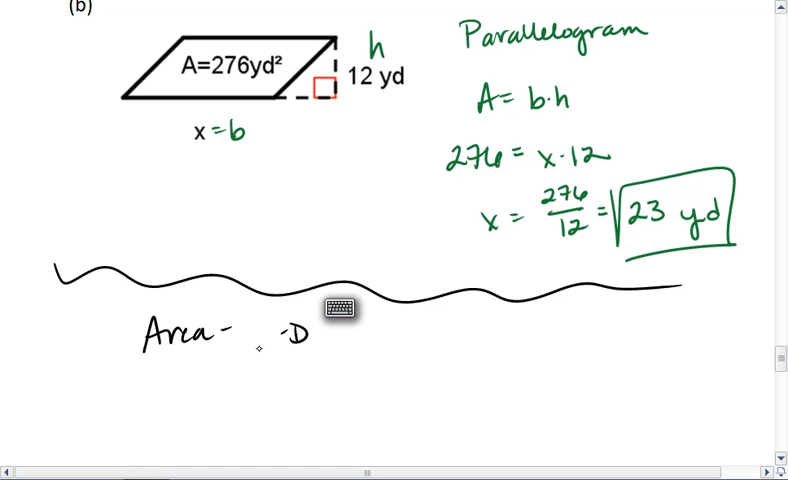 (b)
A=276yd²
h
12 yd
x = b
Parallelogram
A = b·h
276 = x·12
x = 276/12 = 23 yd
Area - -D